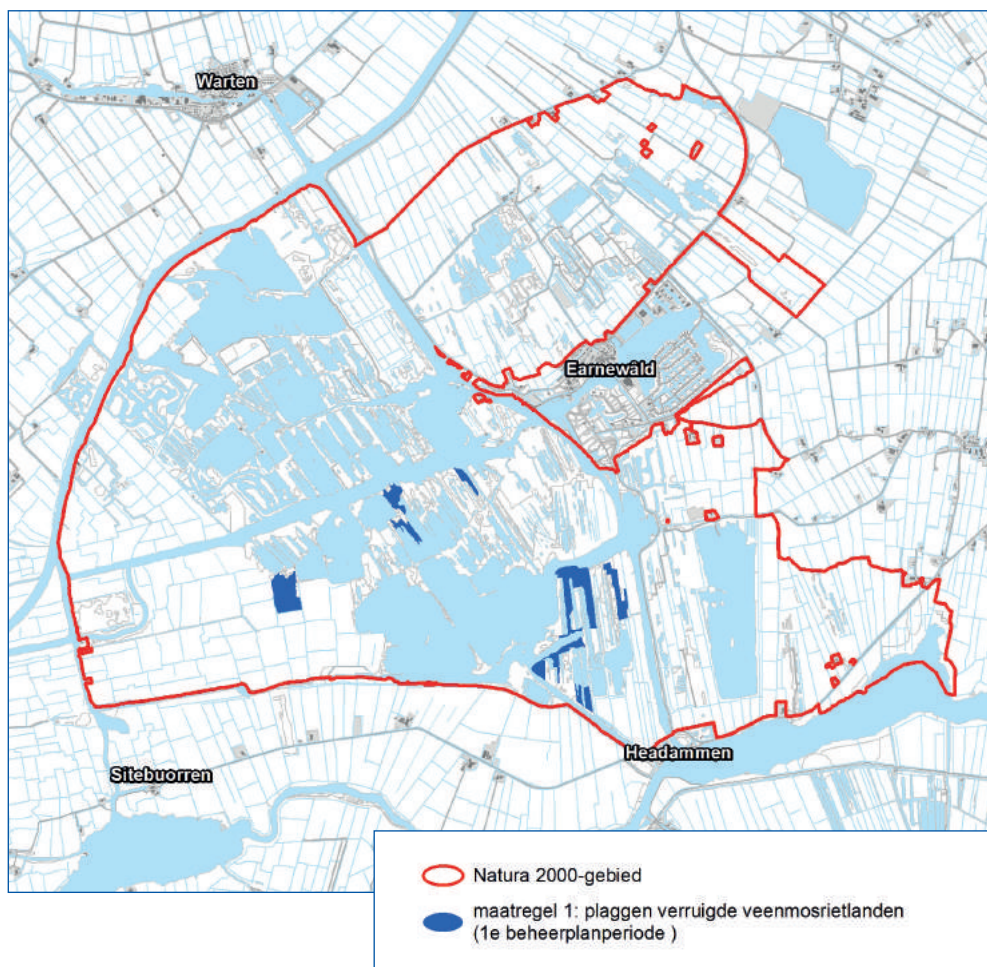 Warten
Earnewâld
Headammen
Sitebuorren
Natura 2000-gebied
maatregel 1: plaggen verruigde veenmosrietlanden
(1e beheerplanperiode )